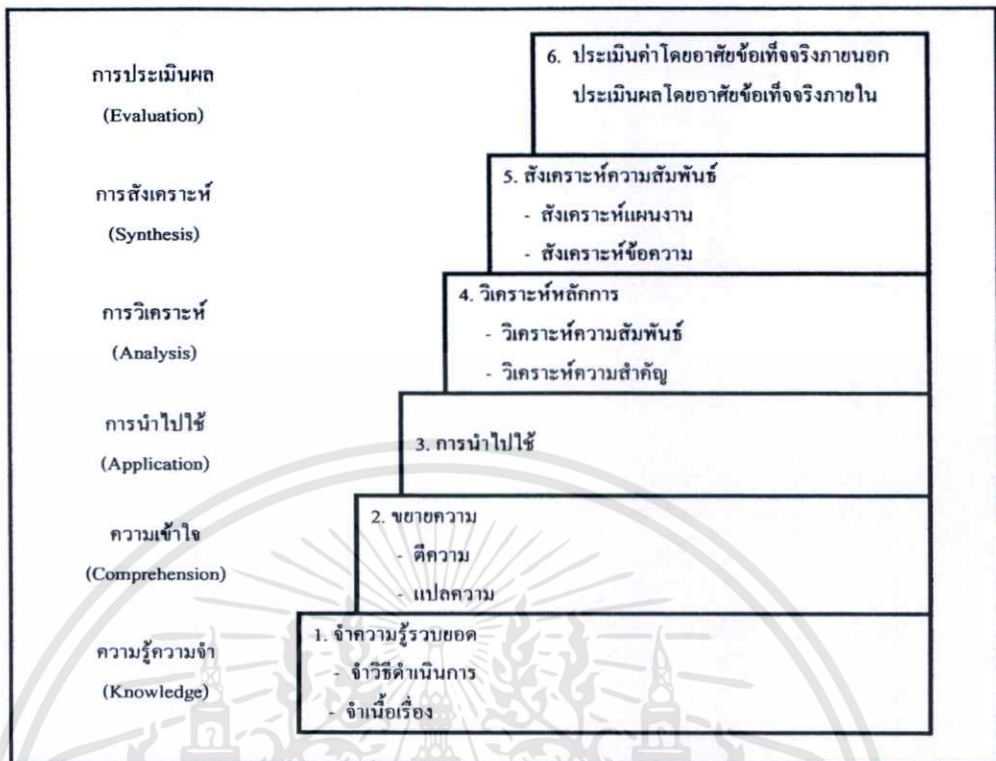 การประเมินผล
(Evaluation)
6. ประเมินค่าโดยอาศัยข้อเท็จจริงภายนอก
ประเมินผลโดยอาศัยข้อเท็จจริงภายใน
การสังเคราะห์
(Synthesis)
5. สังเคราะห์ความสัมพันธ์
- สังเคราะห์แผนงาน
- สังเคราะห์ข้อความ
การวิเคราะห์
(Analysis)
4. วิเคราะห์หลักการ
- วิเคราะห์ความสัมพันธ์
- วิเคราะห์ความสำคัญ
การนำไปใช้
(Application)
3. การนำไปใช้
ความเข้าใจ
(Comprehension)
2. ขยายความ
- ตีความ
- แปลความ
ความรู้ความจำ
(Knowledge)
1. จำความรู้รวบยอด
- จำวิธีดำเนินการ
- จำเนื้อเรื่อง